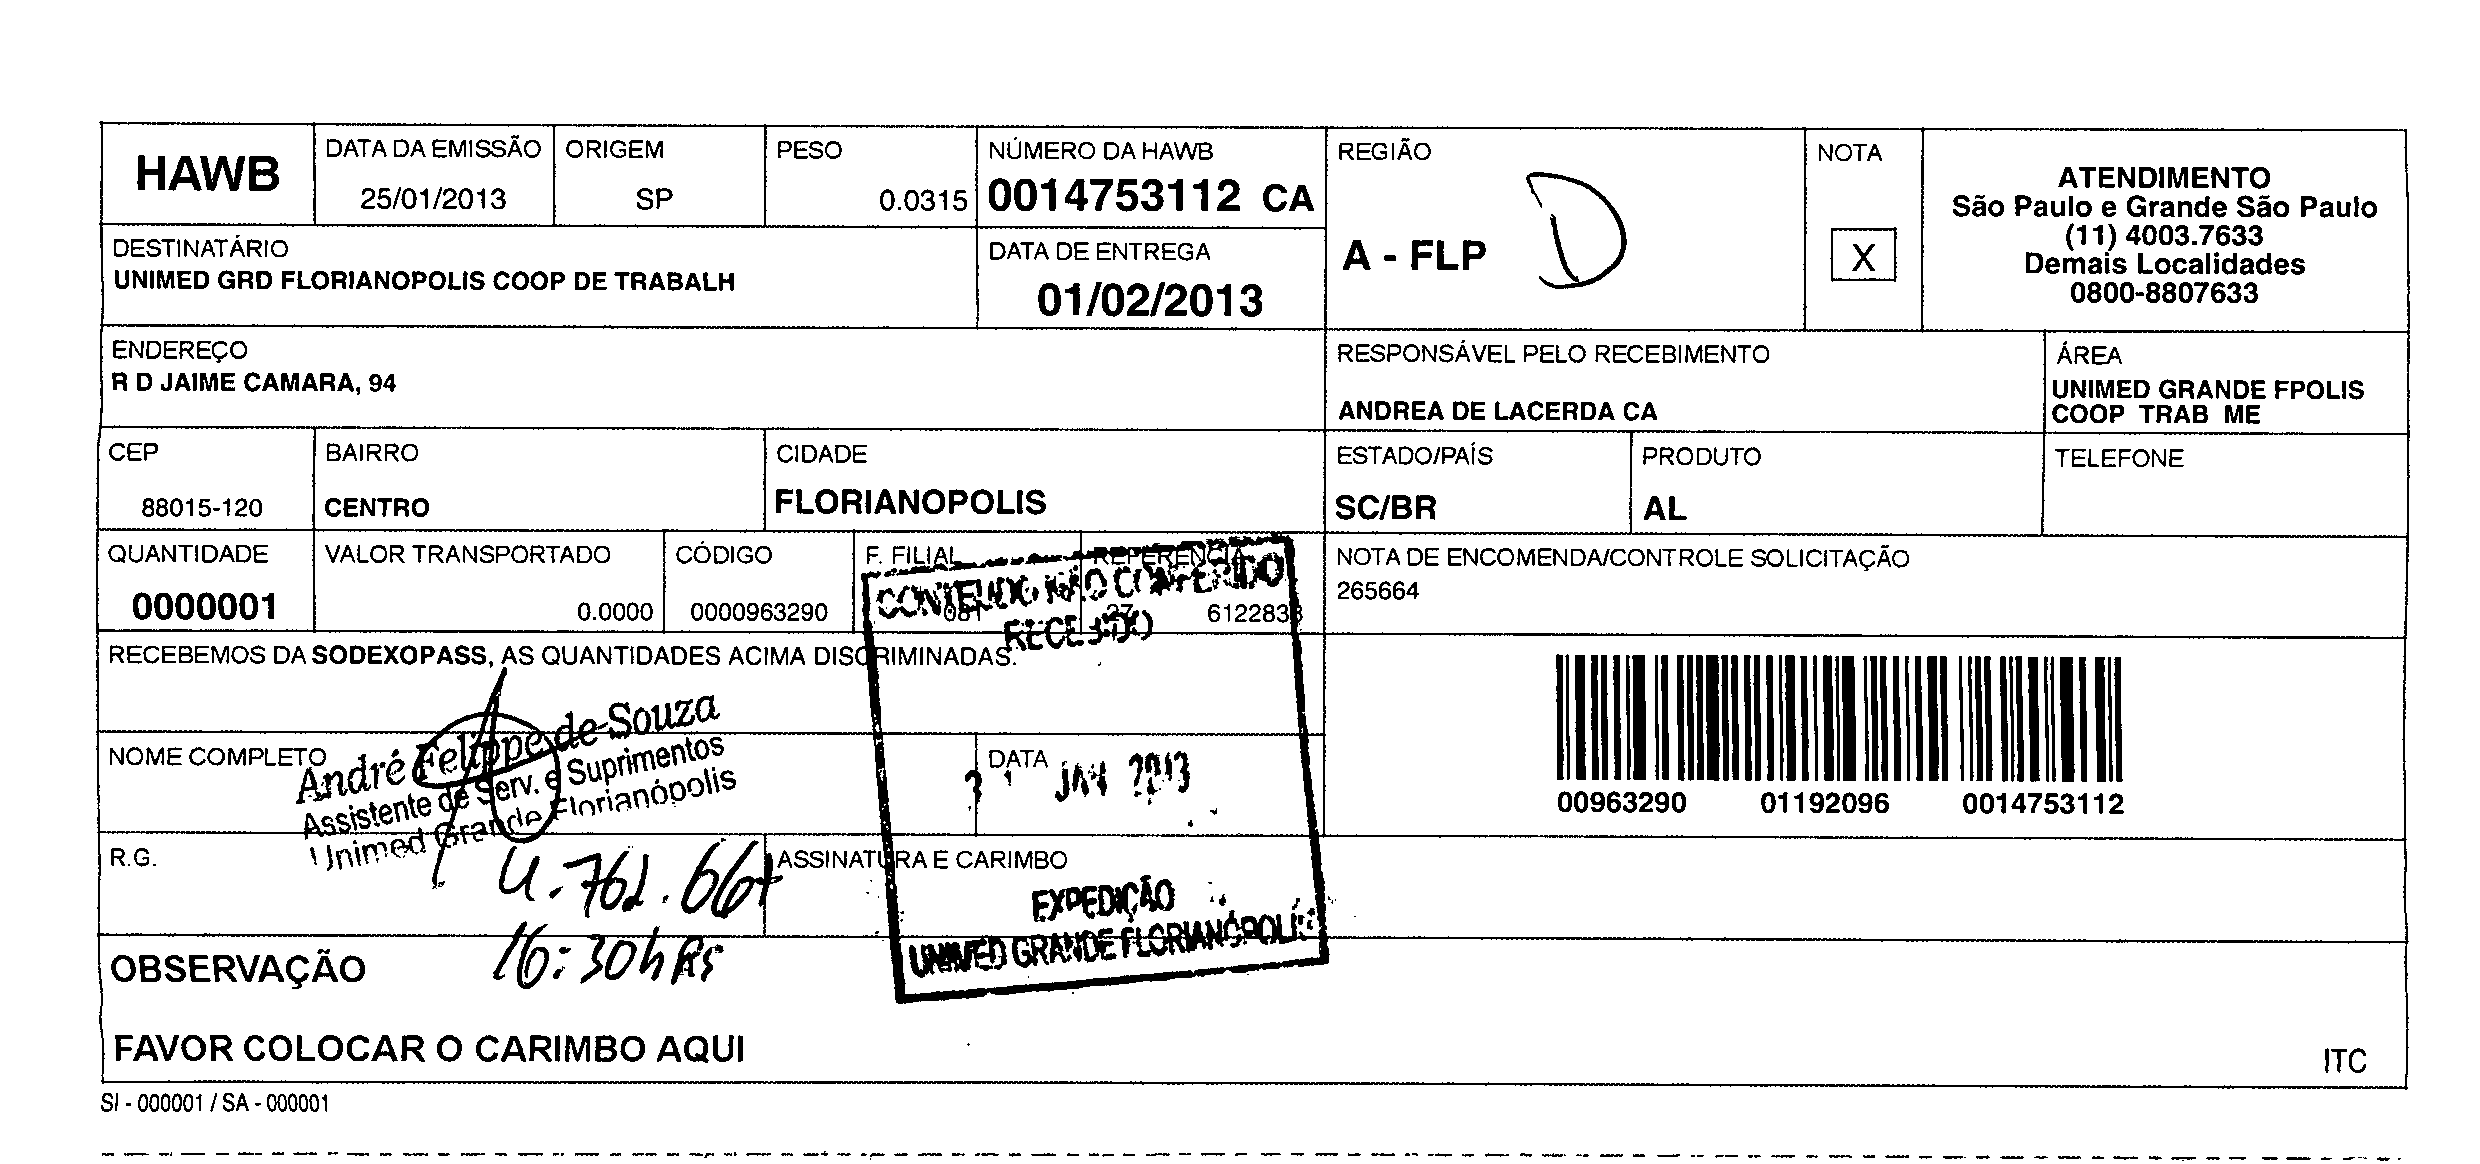 HAWB
DATA DA EMISSÃO
25/01/2013
ORIGEM
SP
PESO
0.0315
NÚMERO DA HAWB
0014753112 CA
REGIÃO
A - FLP
D
NOTA
X
ATENDIMENTO
São Paulo e Grande São Paulo
(11) 4003.7633
Demais Localidades
0800-8807633
DESTINATÁRIO
UNIMED GRD FLORIANOPOLIS COOP DE TRABALH
DATA DE ENTREGA
01/02/2013
ENDEREÇO
R D JAIME CAMARA, 94
RESPONSÁVEL PELO RECEBIMENTO
ANDREA DE LACERDA CA
ÁREA
UNIMED GRANDE FPOLIS
COOP TRAB ME
CEP
88015-120
BAIRRO
CENTRO
CIDADE
FLORIANOPOLIS
ESTADO/PAÍS
SC/BR
PRODUTO
AL
TELEFONE
QUANTIDADE
0000001
VALOR TRANSPORTADO
0.0000
CÓDIGO
0000963290
F. FILIAL
REFERENCIA
NOTA DE ENCOMENDA/CONTROLE SOLICITAÇÃO
265664
CONTEUDO NÃO CONFERIDO
RECEBIDO
RECEBEMOS DA SODEXOPASS, AS QUANTIDADES ACIMA DISCRIMINADAS.
NOME COMPLETO
André Felippe de Souza
Assistente de Serv. e Suprimentos
Unimed Grande Florianópolis
DATA
JAN 2013
00963290 01192096 0014753112
R.G.
4.762.667
ASSINATURA E CARIMBO
EXPEDIÇÃO
UNIMED GRANDE FLORIANÓPOLIS
OBSERVAÇÃO
16:30hRs
FAVOR COLOCAR O CARIMBO AQUI
ITC
SI - 000001 / SA - 000001